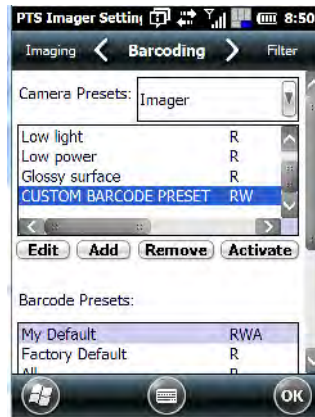 PTS Imager Settin 8:50
Imaging Barcoding Filter
Camera Presets: Imager
Low light R
Low power R
Glossy surface R
CUSTOM BARCODE PRESET RW
Edit Add Remove Activate
Barcode Presets:
My Default RWA
Factory Default R
All R
OK